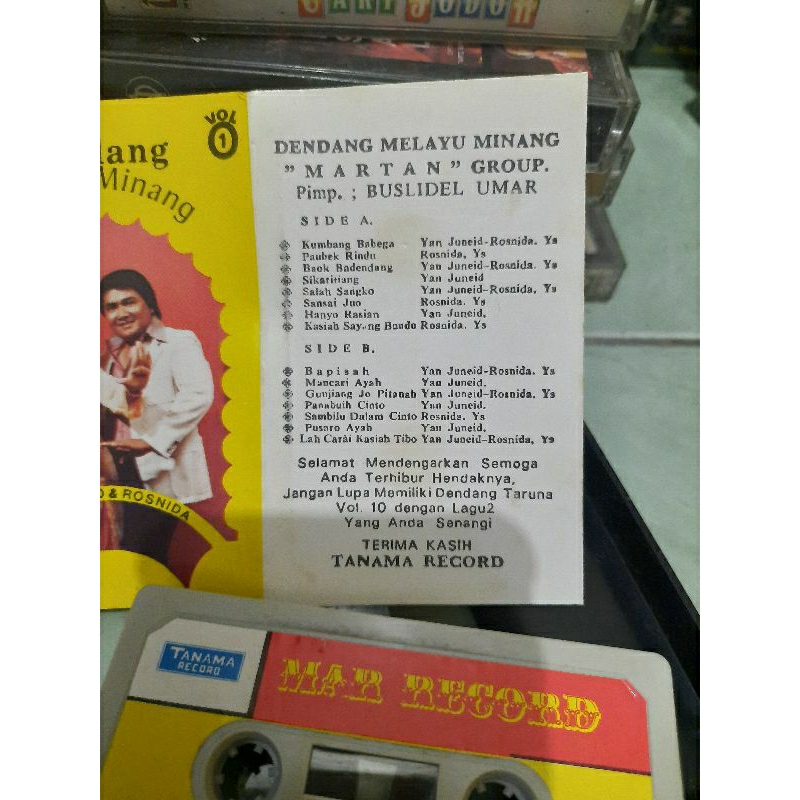 CARI JODOH
lang
Minang
VOL
1
& ROSNIDA
DENDANG MELAYU MINANG
" M A R T A N " GROUP.
Pimp. ; BUSLIDEL UMAR
SIDE A.
Kumbang Babega Yan Juneid-Rosnida. Ys
Paubek Rindu Rosnida, Ys
Baok Badendang Yan Juneid-Rosnida. Ys
Sikaritiang Yan Juneid
Salah Sangko Yan Juneid-Rosnida, Ys
Sansai Juo Rosnida. Ys
Hanyo Rasian Yan Juneid.
Kasiah Sayang Bundo Rosnida. Ys
SIDE B.
Bapisah Yan Juneid-Rosnida. Ys
Mancari Ayah Yan Juneid.
Gunjiang Jo Pitanah Yan Juneid-Rosnida, Ys
Panabuih Cinto Yan Juneid.
Sambilu Dalam Cinto Rosnida. Ys
Pusaro Ayah Yan Juneid,
Lah Carai Kasiah Tibo Yan Juneid-Rosnida, Ys
Selamat Mendengarkan Semoga
Anda Terhibur Hendaknya,
Jangan Lupa Memiliki Dendang Taruna
Vol. 10 dengan Lagu2
Yang Anda Sanangi
TERIMA KASIH
TANAMA RECORD
TANAMA
RECORD
MAR RECORD